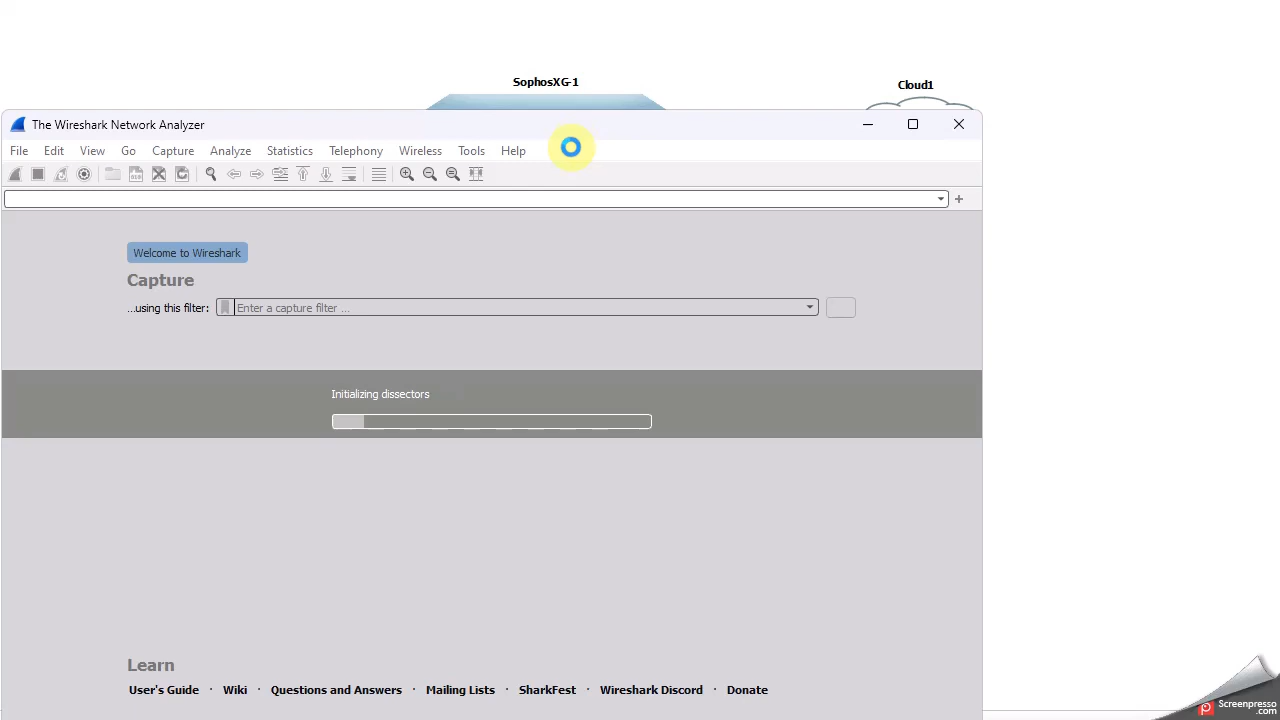 SophosXG-1
Cloud1
The Wireshark Network Analyzer
File Edit View Go Capture Analyze Statistics Telephony Wireless Tools Help
Welcome to Wireshark
Capture
...using this filter: Enter a capture filter ...
Initializing dissectors
Learn
User's Guide · Wiki · Questions and Answers · Mailing Lists · SharkFest · Wireshark Discord · Donate
Screenpresso
.com